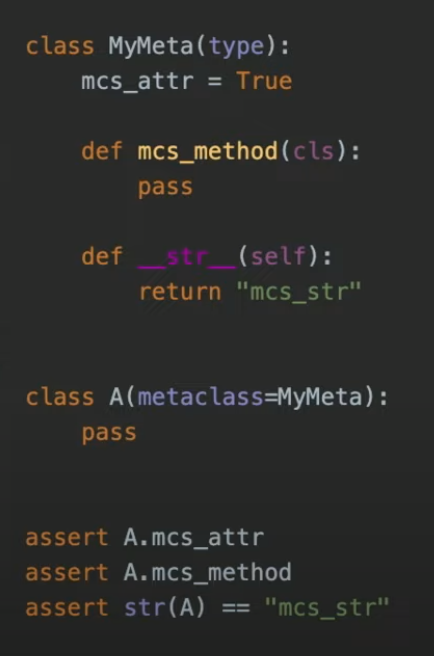 class MyMeta(type):
    mcs_attr = True
    def mcs_method(cls):
        pass
    def __str__(self):
        return "mcs_str"
class A(metaclass=MyMeta):
    pass
assert A.mcs_attr
assert A.mcs_method
assert str(A) == "mcs_str"